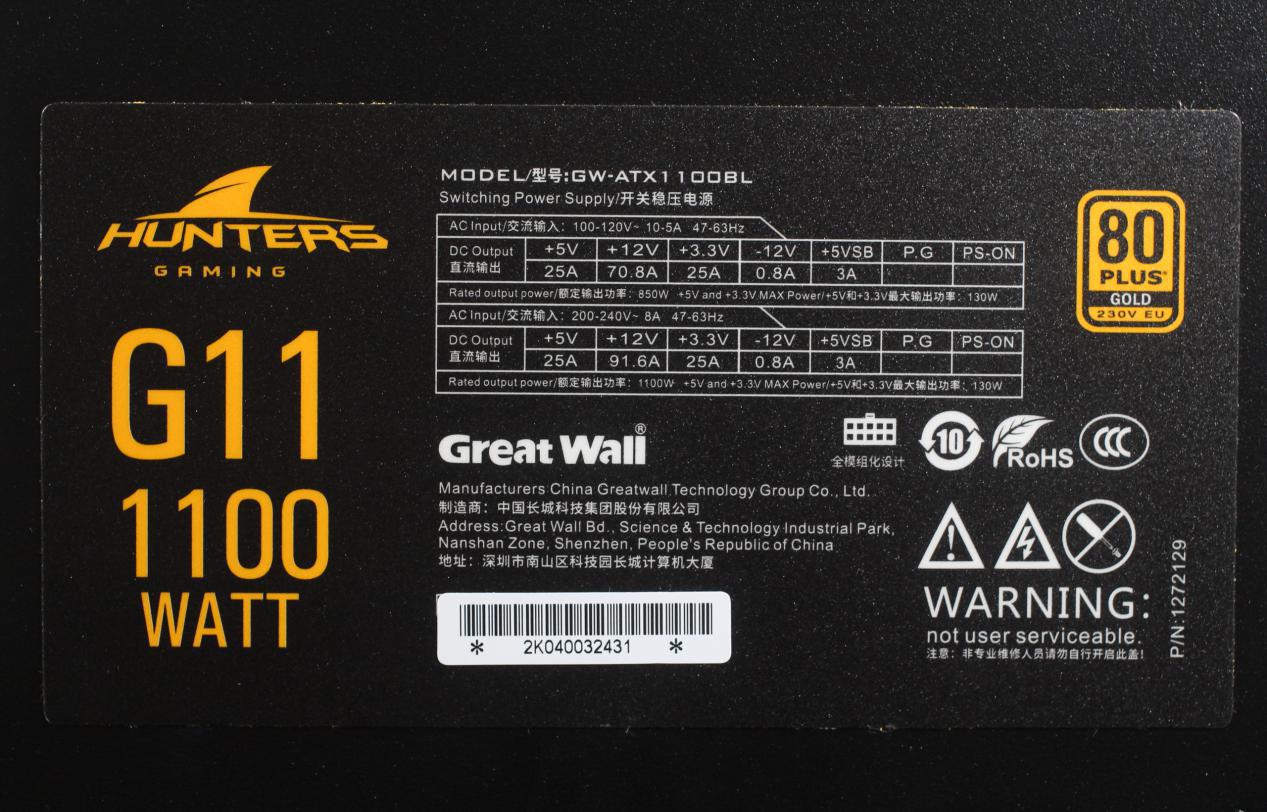 HUNTERS
GAMING
G11
1100
WATT
MODEL/型号:GW-ATX1100BL
Switching Power Supply/开关稳压电源
AC Input/交流输入: 100-120V~ 10-5A 47-63Hz
DC Output 直流输出 +5V +12V +3.3V -12V +5VSB P.G PS-ON
25A 70.8A 25A 0.8A 3A
Rated output power/额定输出功率: 850W +5V and +3.3V MAX Power/+5V和+3.3V最大输出功率: 130W
AC Input/交流输入: 200-240V~ 8A 47-63Hz
DC Output 直流输出 +5V +12V +3.3V -12V +5VSB P.G PS-ON
25A 91.6A 25A 0.8A 3A
Rated output power/额定输出功率: 1100W +5V and +3.3V MAX Power/+5V和+3.3V最大输出功率: 130W
80
PLUS®
GOLD
230V EU
Great Wall®
全模组化设计
10
RoHS
CCC
Manufacturers:China Greatwall Technology Group Co., Ltd.
制造商: 中国长城科技集团股份有限公司
Address:Great Wall Bd., Science & Technology Industrial Park,
Nanshan Zone, Shenzhen, People's Republic of China
地址: 深圳市南山区科技园长城计算机大厦
* 2K040032431 *
WARNING:
not user serviceable.
注意: 非专业维修人员请勿自行开启此盖!
P/N:1272129